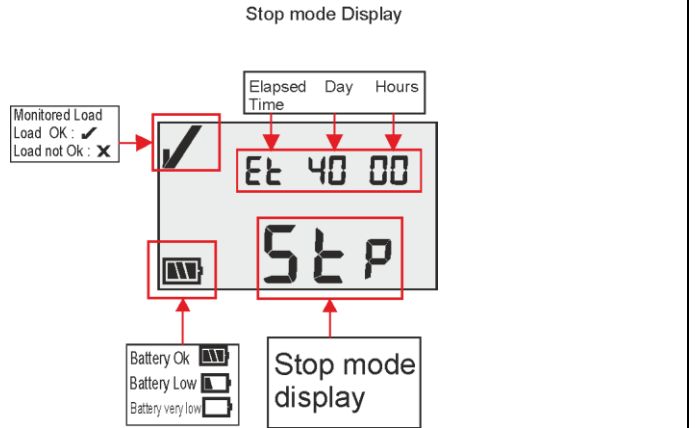 Stop mode Display
Elapsed Day Hours
Time
Monitored Load
Load OK : ✔
Load not Ok : X
Et 40 00
Stp
Battery Ok
Battery Low
Battery very low
Stop mode
display